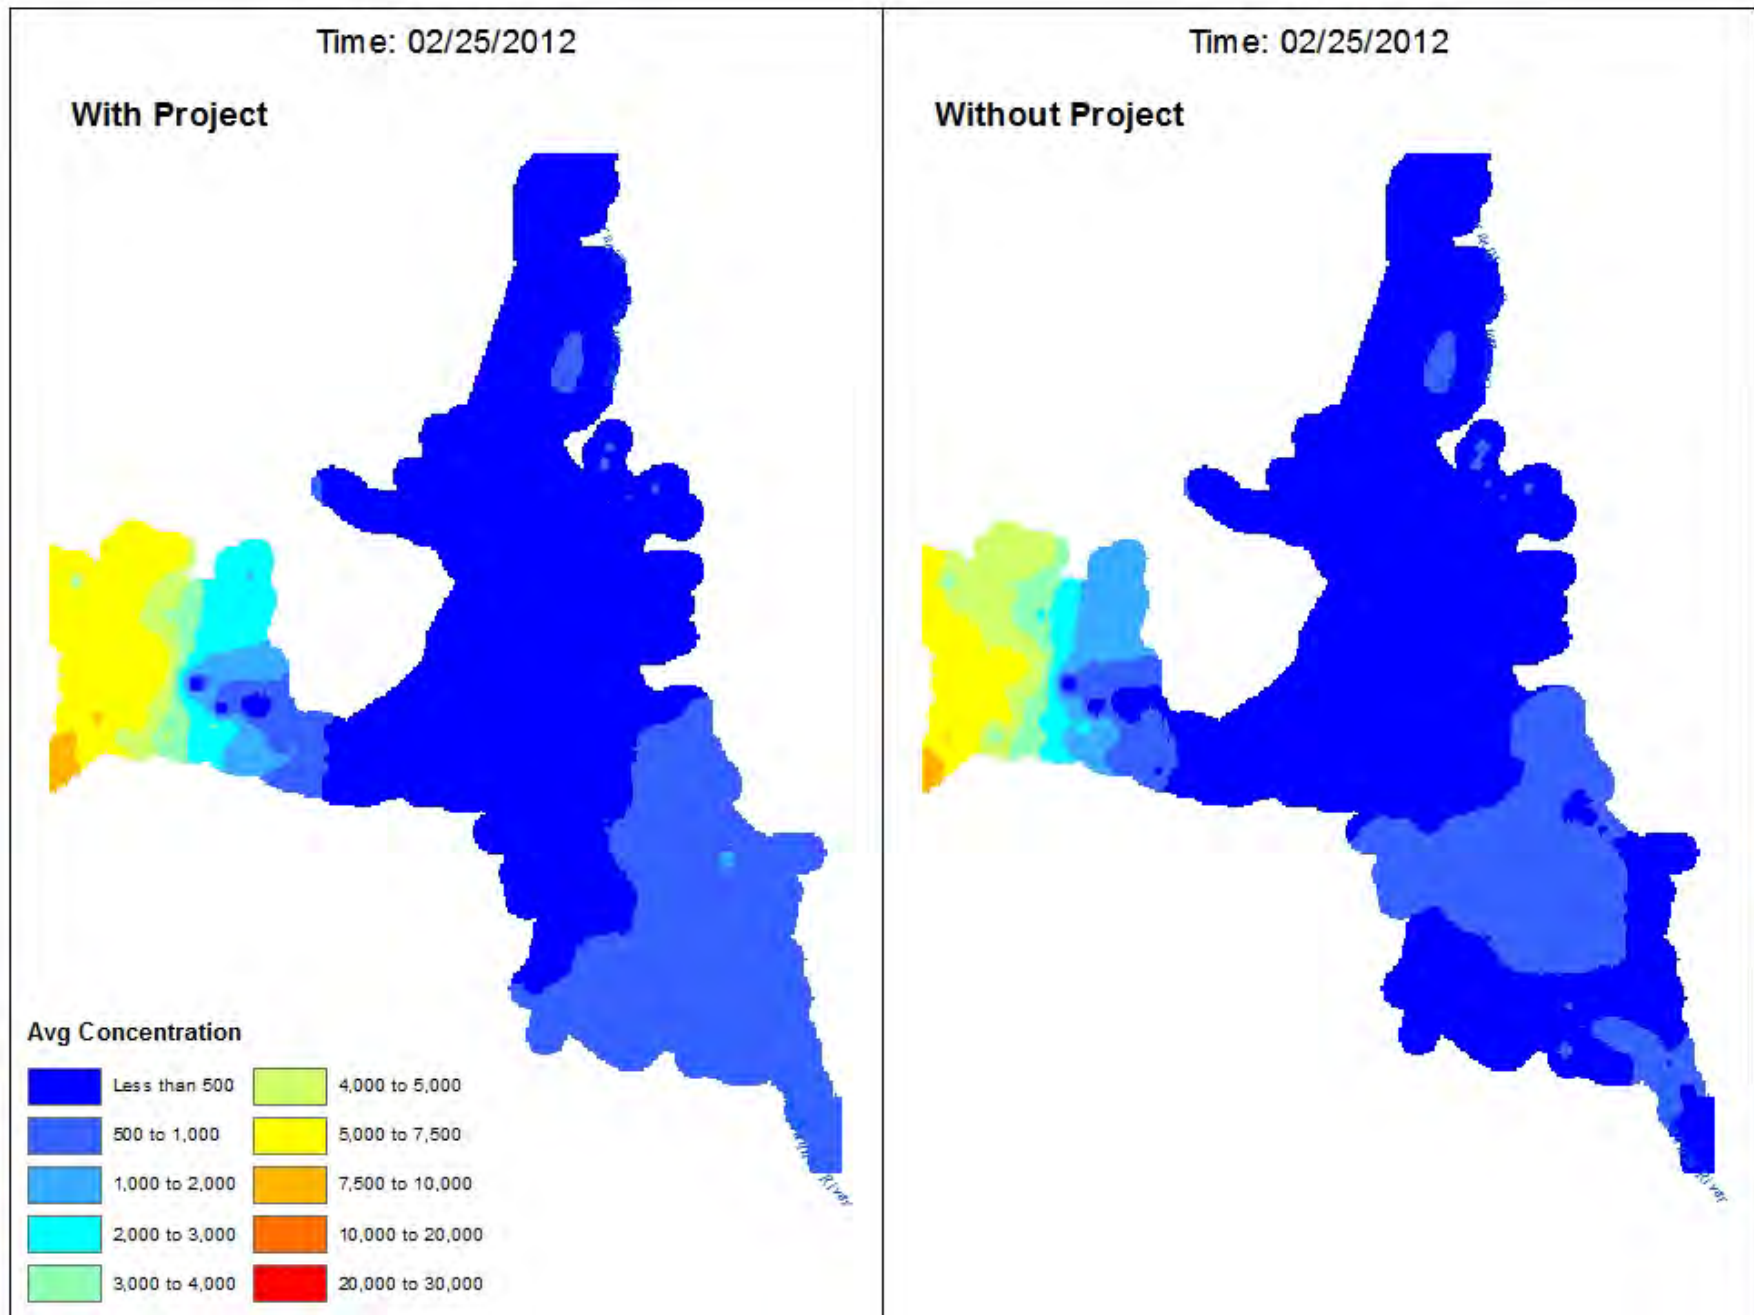 Time: 02/25/2012
With Project
Time: 02/25/2012
Without Project
Avg Concentration
Less than 500
500 to 1,000
1,000 to 2,000
2,000 to 3,000
3,000 to 4,000
4,000 to 5,000
5,000 to 7,500
7,500 to 10,000
10,000 to 20,000
20,000 to 30,000
River
River